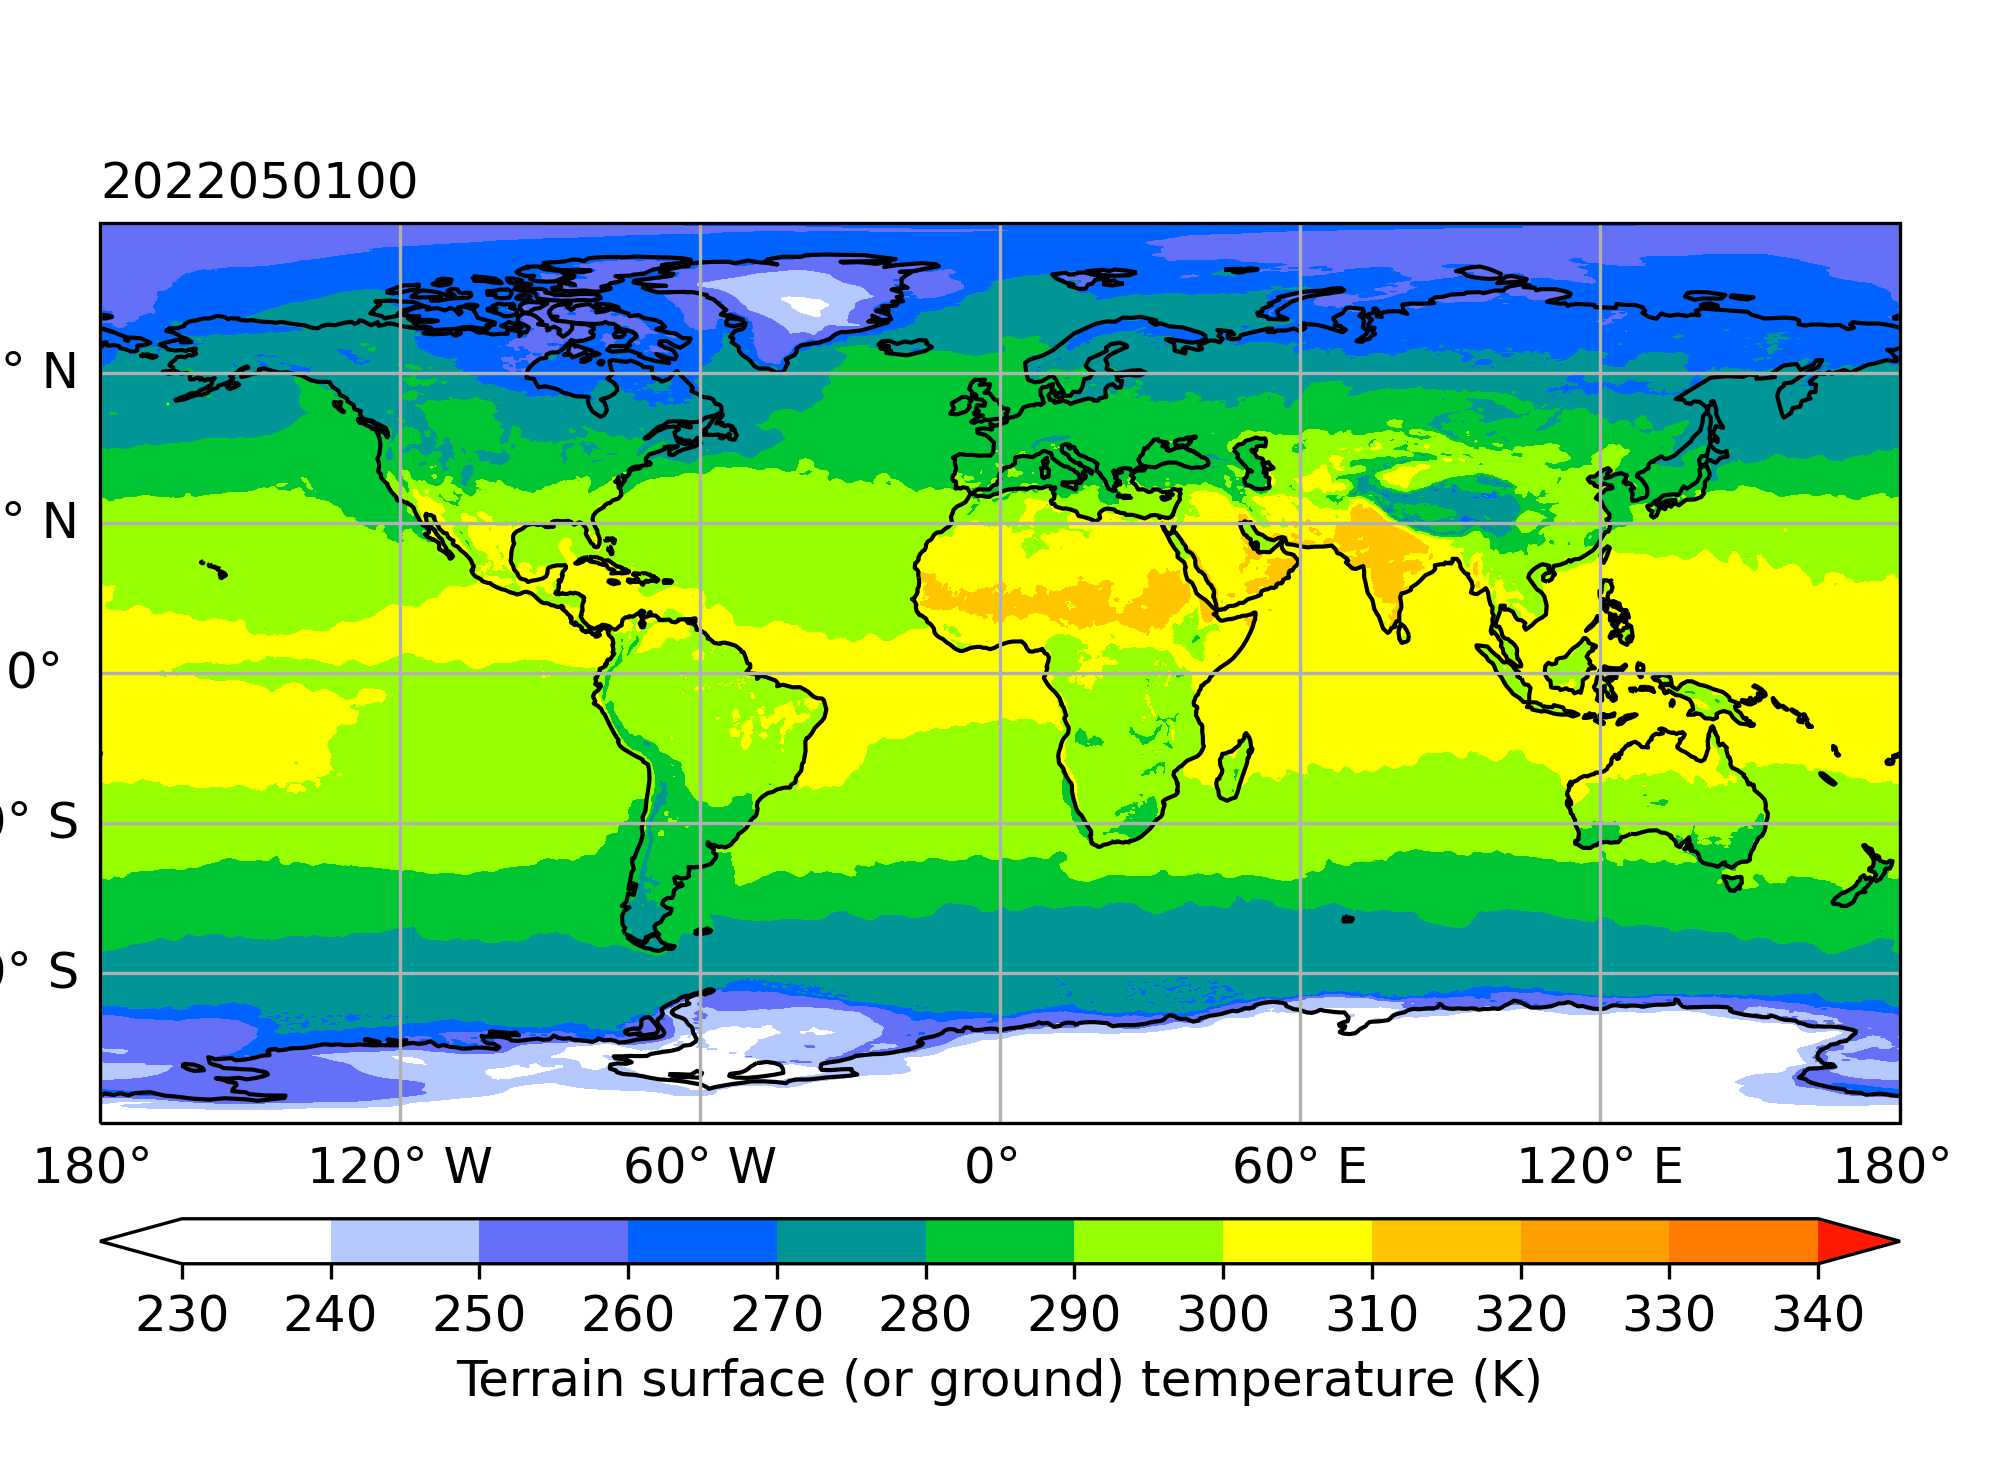 2022050100
° N
° N
0°
0° S
0° S
180° 120° W 60° W 0° 60° E 120° E 180°
230 240 250 260 270 280 290 300 310 320 330 340
Terrain surface (or ground) temperature (K)